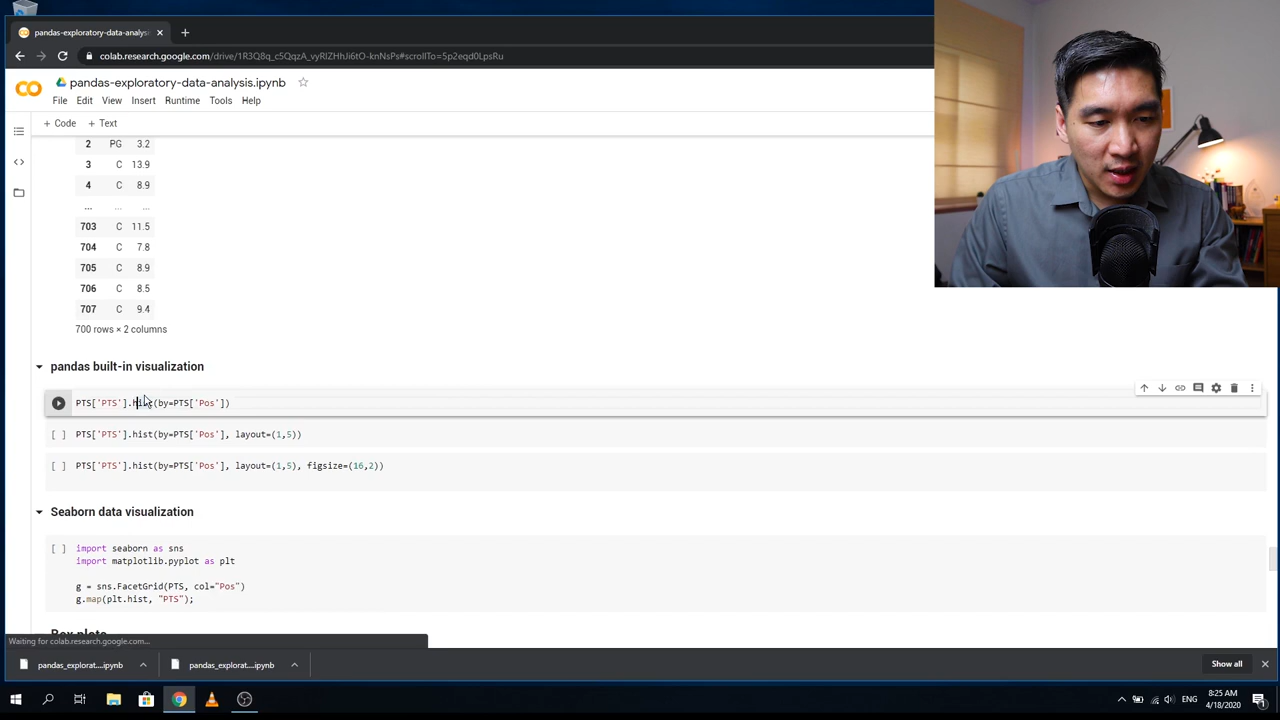 pandas-exploratory-data-analysis
colab.research.google.com/drive/1R3Q8q_c5QqzA_vyRlZHhJi6tO-knNsPs#scrollTo=5p2eqd0LpsRu
pandas-exploratory-data-analysis.ipynb
File Edit View Insert Runtime Tools Help
+ Code + Text
2 PG 3.2
3 C 13.9
4 C 8.9
... ... ...
703 C 11.5
704 C 7.8
705 C 8.9
706 C 8.5
707 C 9.4
700 rows × 2 columns
pandas built-in visualization
PTS['PTS'].hist(by=PTS['Pos'])
[ ] PTS['PTS'].hist(by=PTS['Pos'], layout=(1,5))
[ ] PTS['PTS'].hist(by=PTS['Pos'], layout=(1,5), figsize=(16,2))
Seaborn data visualization
[ ] import seaborn as sns
import matplotlib.pyplot as plt
g = sns.FacetGrid(PTS, col="Pos")
g.map(plt.hist, "PTS");
Box plots
Waiting for colab.research.google.com...
pandas_explorat....ipynb pandas_explorat....ipynb Show all
ENG
8:25 AM
4/18/2020